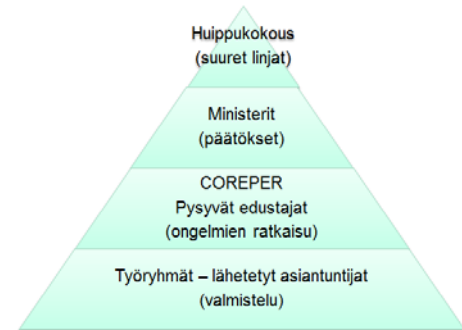 Huippukokous
(suuret linjat)
Ministerit
(päätökset)
COREPER
Pysyvät edustajat
(ongelmien ratkaisu)
Työryhmät – lähetetyt asiantuntijat
(valmistelu)